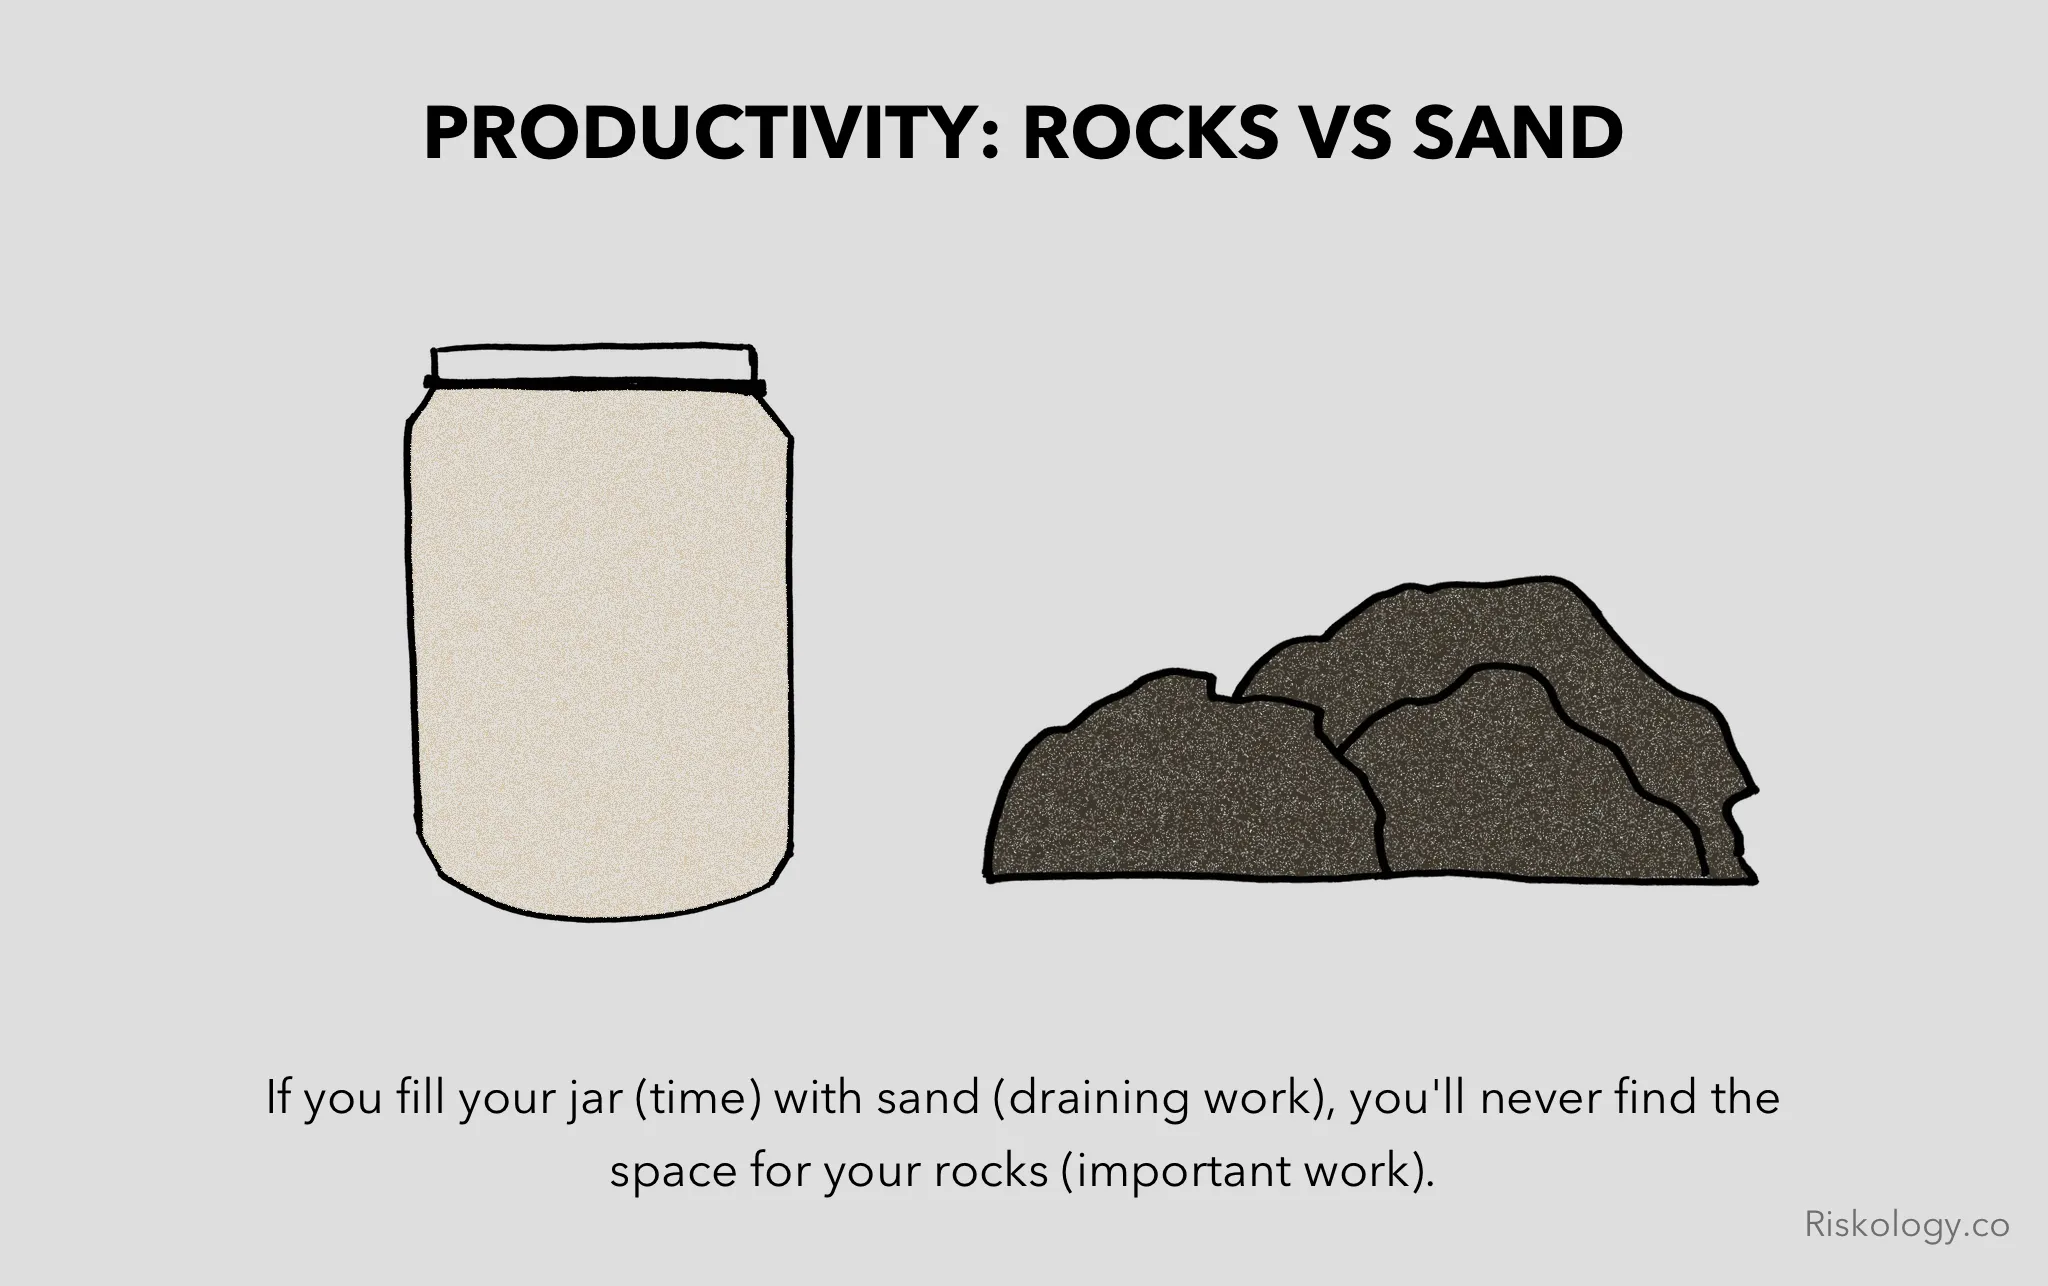 PRODUCTIVITY: ROCKS VS SAND
If you fill your jar (time) with sand (draining work), you'll never find the
space for your rocks (important work).
Riskology.co